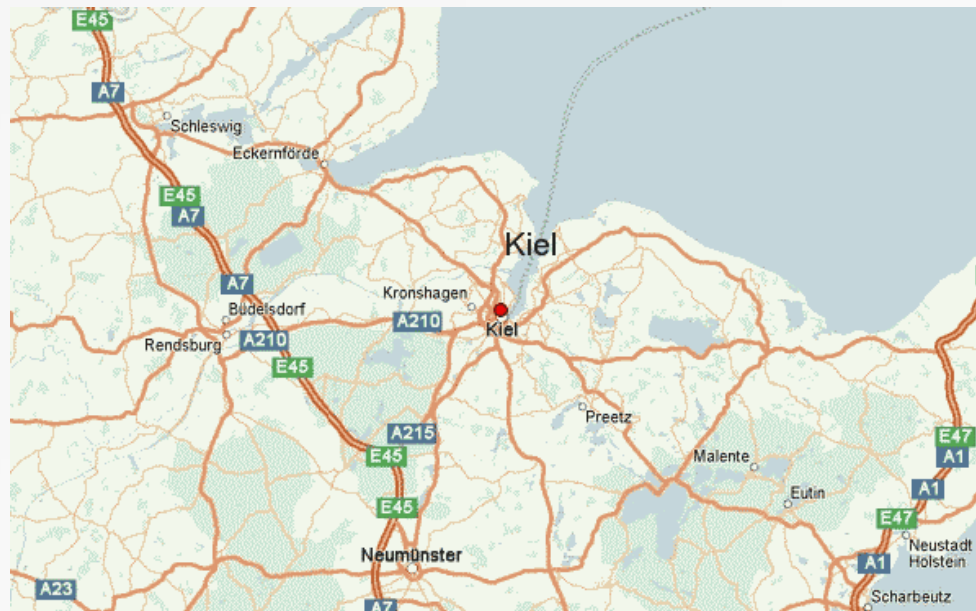 E45
A7
Schleswig
Eckernförde
E45
A7
Kiel
A7
Kronshagen
Büdelsdorf
A210
Kiel
Rendsburg
A210
E45
Preetz
A215
E47
E45
Malente
A1
A1
E45
Eutin
E47
Neumünster
Neustadt
Holstein
A1
A23
Scharbeutz
A7